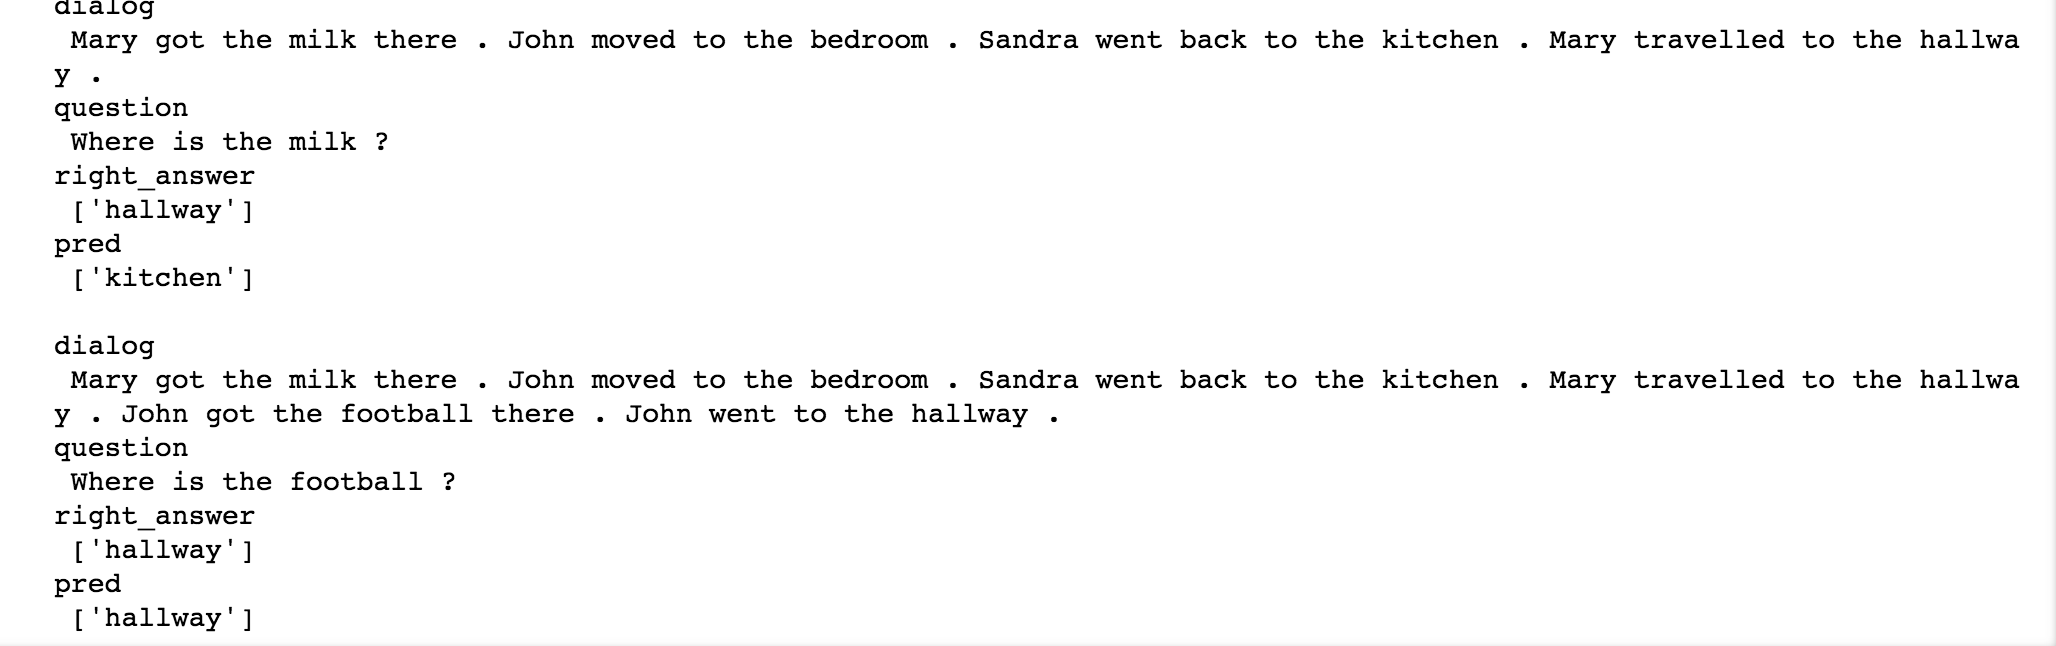 dialog
 Mary got the milk there . John moved to the bedroom . Sandra went back to the kitchen . Mary travelled to the hallwa
y .
question
 Where is the milk ?
right_answer
 ['hallway']
pred
 ['kitchen']

dialog
 Mary got the milk there . John moved to the bedroom . Sandra went back to the kitchen . Mary travelled to the hallwa
y . John got the football there . John went to the hallway .
question
 Where is the football ?
right_answer
 ['hallway']
pred
 ['hallway']